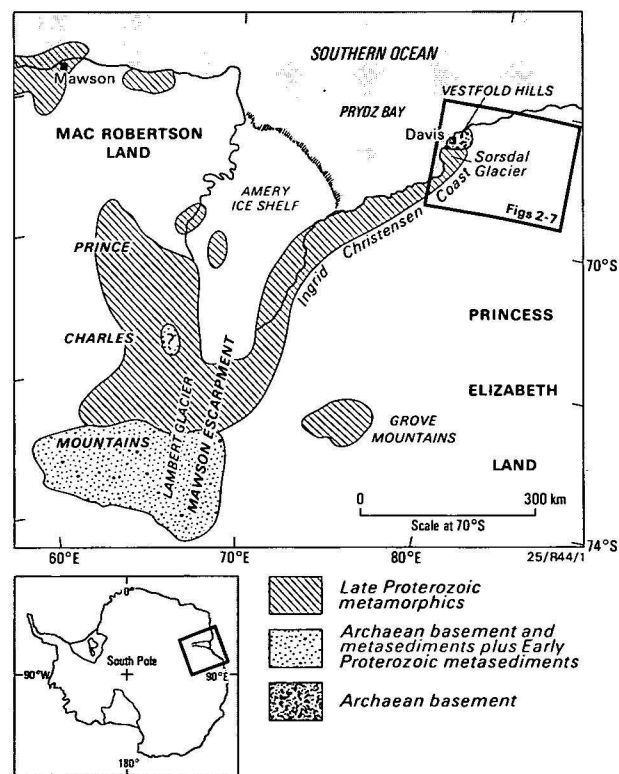 SOUTHERN OCEAN
Mawson
VESTFOLD HILLS
PRYDZ BAY
Davis
MAC ROBERTSON
LAND
Sorsdal
Glacier
AMERY
ICE SHELF
Figs 2-7
Ingrid Christensen Coast
PRINCE
70°S
PRINCESS
CHARLES
?
ELIZABETH
LAMBERT GLACIER
MAWSON ESCARPMENT
GROVE
MOUNTAINS
MOUNTAINS
LAND
0 300 km
Scale at 70°S
74°S
60°E 70°E 80°E 25/R44/1
0°
South Pole
90°W 90°E
180°
Late Proterozoic
metamorphics
Archaean basement and
metasediments plus Early
Proterozoic metasediments
Archaean basement